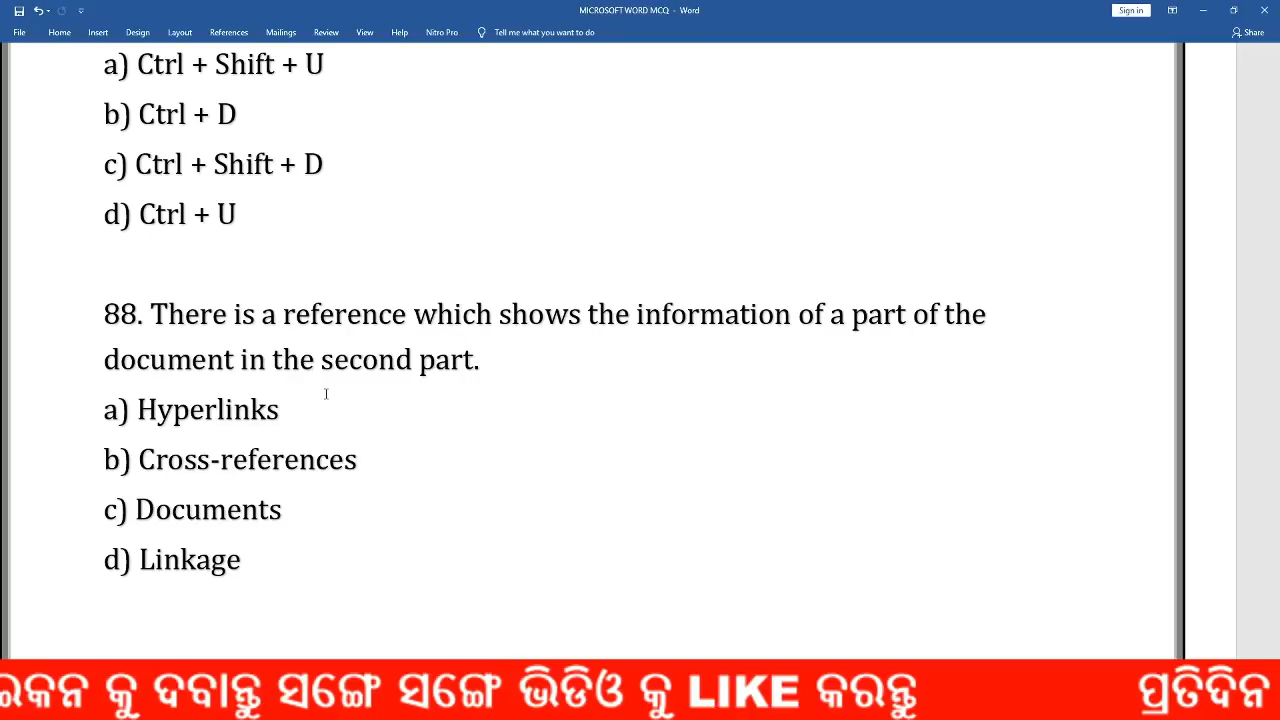 MICROSOFT WORD MCQ - Word
Sign in
File Home Insert Design Layout References Mailings Review View Help Nitro Pro Tell me what you want to do Share
a) Ctrl + Shift + U
b) Ctrl + D
c) Ctrl + Shift + D
d) Ctrl + U
88. There is a reference which shows the information of a part of the
document in the second part.
a) Hyperlinks
b) Cross-references
c) Documents
d) Linkage
କୁ ଦବାନ୍ତୁ ସଙ୍ଗେ ସଙ୍ଗେ ଭିଡିଓ କୁ LIKE କରନ୍ତୁ ପ୍ରତିଦିନ